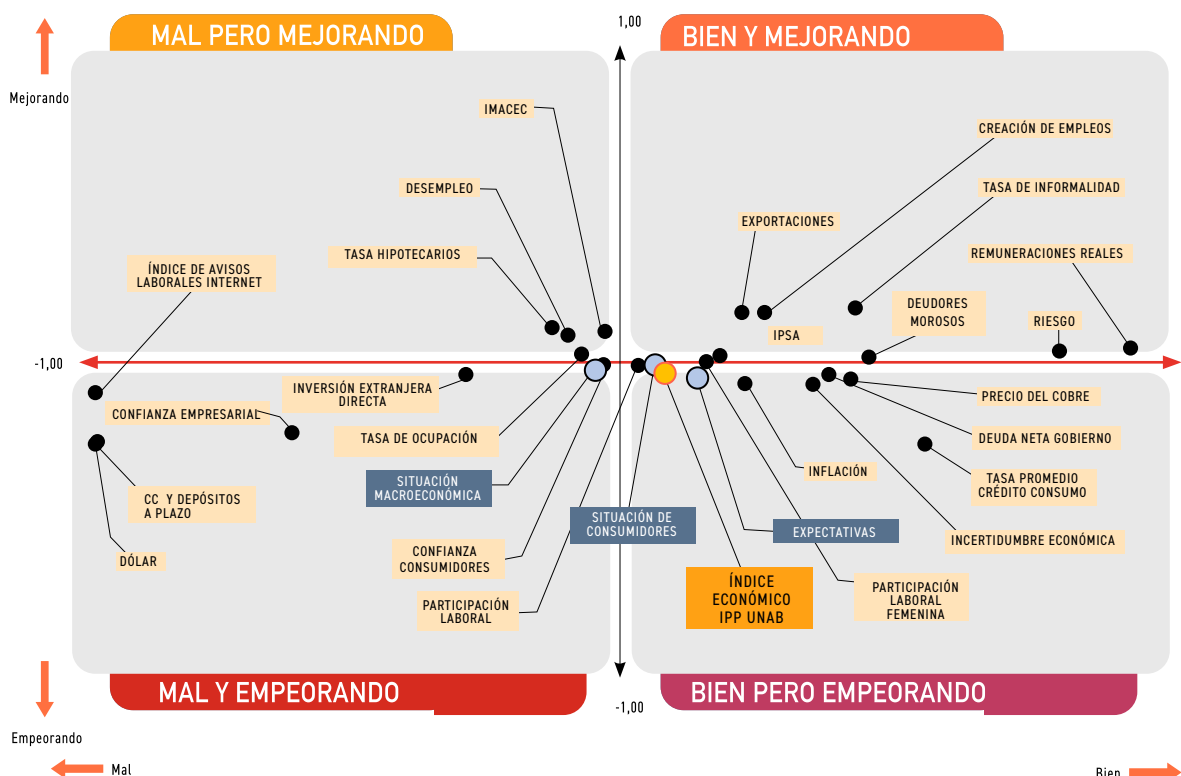 MAL PERO MEJORANDO
1,00
BIEN Y MEJORANDO
Mejorando
IMACEC
CREACIÓN DE EMPLEOS
DESEMPLEO
TASA DE INFORMALIDAD
EXPORTACIONES
TASA HIPOTECARIOS
REMUNERACIONES REALES
ÍNDICE DE AVISOS
LABORALES INTERNET
DEUDORES
MOROSOS
IPSA
RIESGO
-1,00
INVERSIÓN EXTRANJERA
DIRECTA
PRECIO DEL COBRE
CONFIANZA EMPRESARIAL
TASA DE OCUPACIÓN
DEUDA NETA GOBIERNO
INFLACIÓN
SITUACIÓN
MACROECONÓMICA
TASA PROMEDIO
CRÉDITO CONSUMO
CC Y DEPÓSITOS
A PLAZO
SITUACIÓN DE
CONSUMIDORES
EXPECTATIVAS
INCERTIDUMBRE ECONÓMICA
DÓLAR
CONFIANZA
CONSUMIDORES
ÍNDICE
ECONÓMICO
IPP UNAB
PARTICIPACIÓN
LABORAL
FEMENINA
PARTICIPACIÓN
LABORAL
MAL Y EMPEORANDO
BIEN PERO EMPEORANDO
-1,00
Empeorando
Mal
Bien